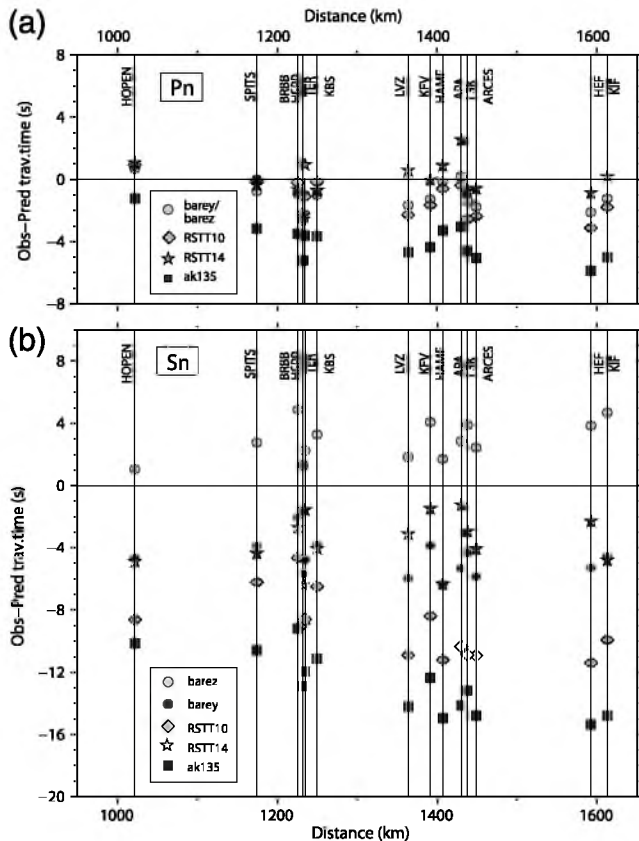 Distance (km)
1000 1200 1400 1600
(a)
Pn
HOPEN SPITS BRBB TER KBS LVZ KEV HAMF APA ARCES HEF KIF
8
4
0
−4
−8
Obs−Pred trav.time (s)
barey/
barez
RSTT10
RSTT14
ak135
(b)
Sn
HOPEN SPITS BRBB TER KBS LVZ KEV HAMF APA ARCES HEF KIF
8
4
0
−4
−8
−12
−16
−20
Obs−Pred trav.time (s)
barez
barey
RSTT10
RSTT14
ak135
1000 1200 1400 1600
Distance (km)